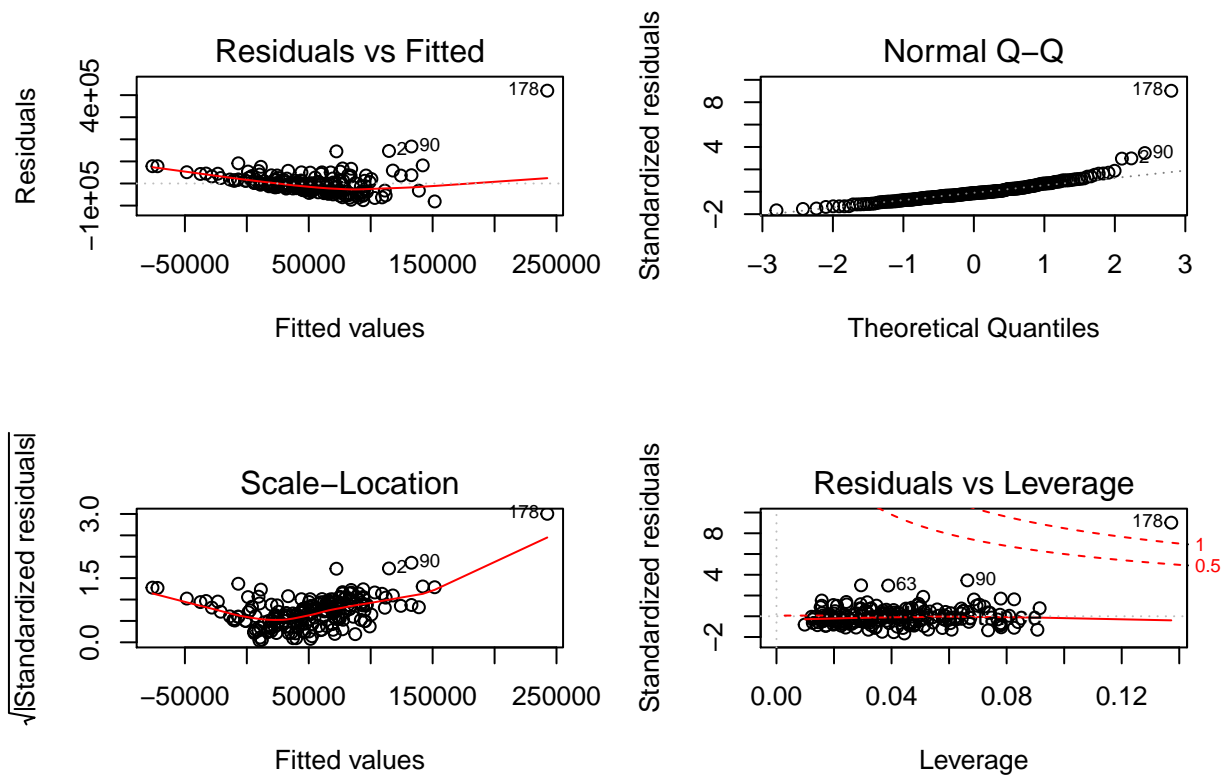 Residuals vs Fitted
Residuals
−1e+05 4e+05
178
2 90
−50000 50000 150000 250000
Fitted values
Normal Q−Q
Standardized residuals
−2 4 8
178
2 90
−3 −2 −1 0 1 2 3
Theoretical Quantiles
Scale−Location
√|Standardized residuals|
0.0 1.5 3.0
178
2 90
−50000 50000 150000 250000
Fitted values
Residuals vs Leverage
Standardized residuals
−2 4 8
178
63 90
1
0.5
0.00 0.04 0.08 0.12
Leverage